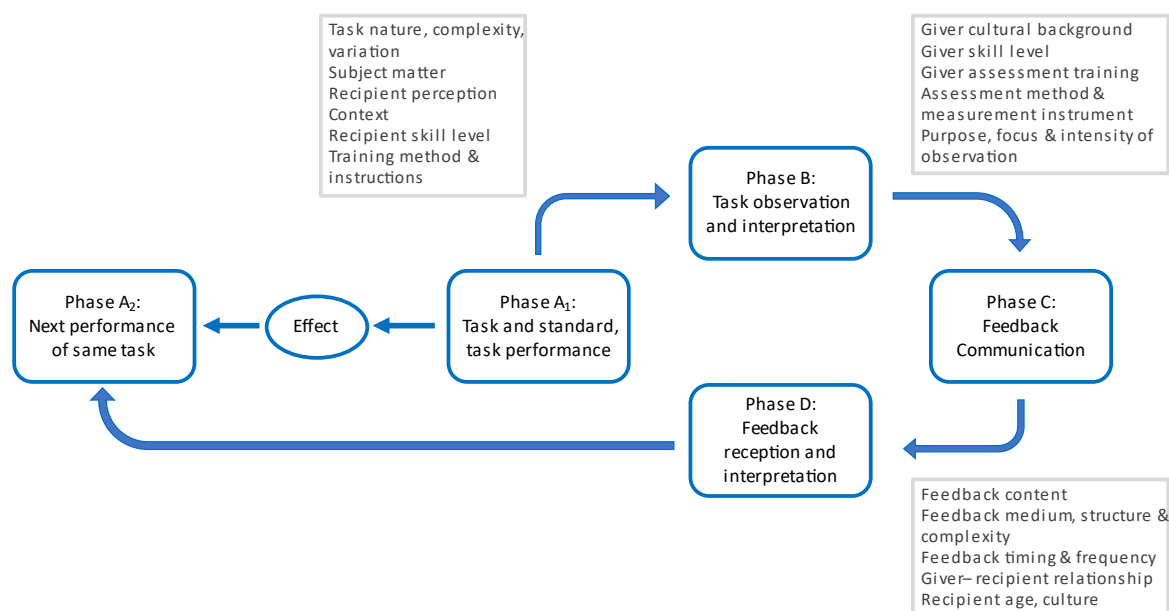 Task nature, complexity,
variation
Subject matter
Recipient perception
Context
Recipient skill level
Training method &
instructions
Giver cultural background
Giver skill level
Giver assessment training
Assessment method &
measurement instrument
Purpose, focus & intensity of
observation
Phase B:
Task observation
and interpretation
Phase A₂:
Next performance
of same task
Effect
Phase A₁:
Task and standard,
task performance
Phase C:
Feedback
Communication
Phase D:
Feedback
reception and
interpretation
Feedback content
Feedback medium, structure &
complexity
Feedback timing & frequency
Giver–recipient relationship
Recipient age, culture